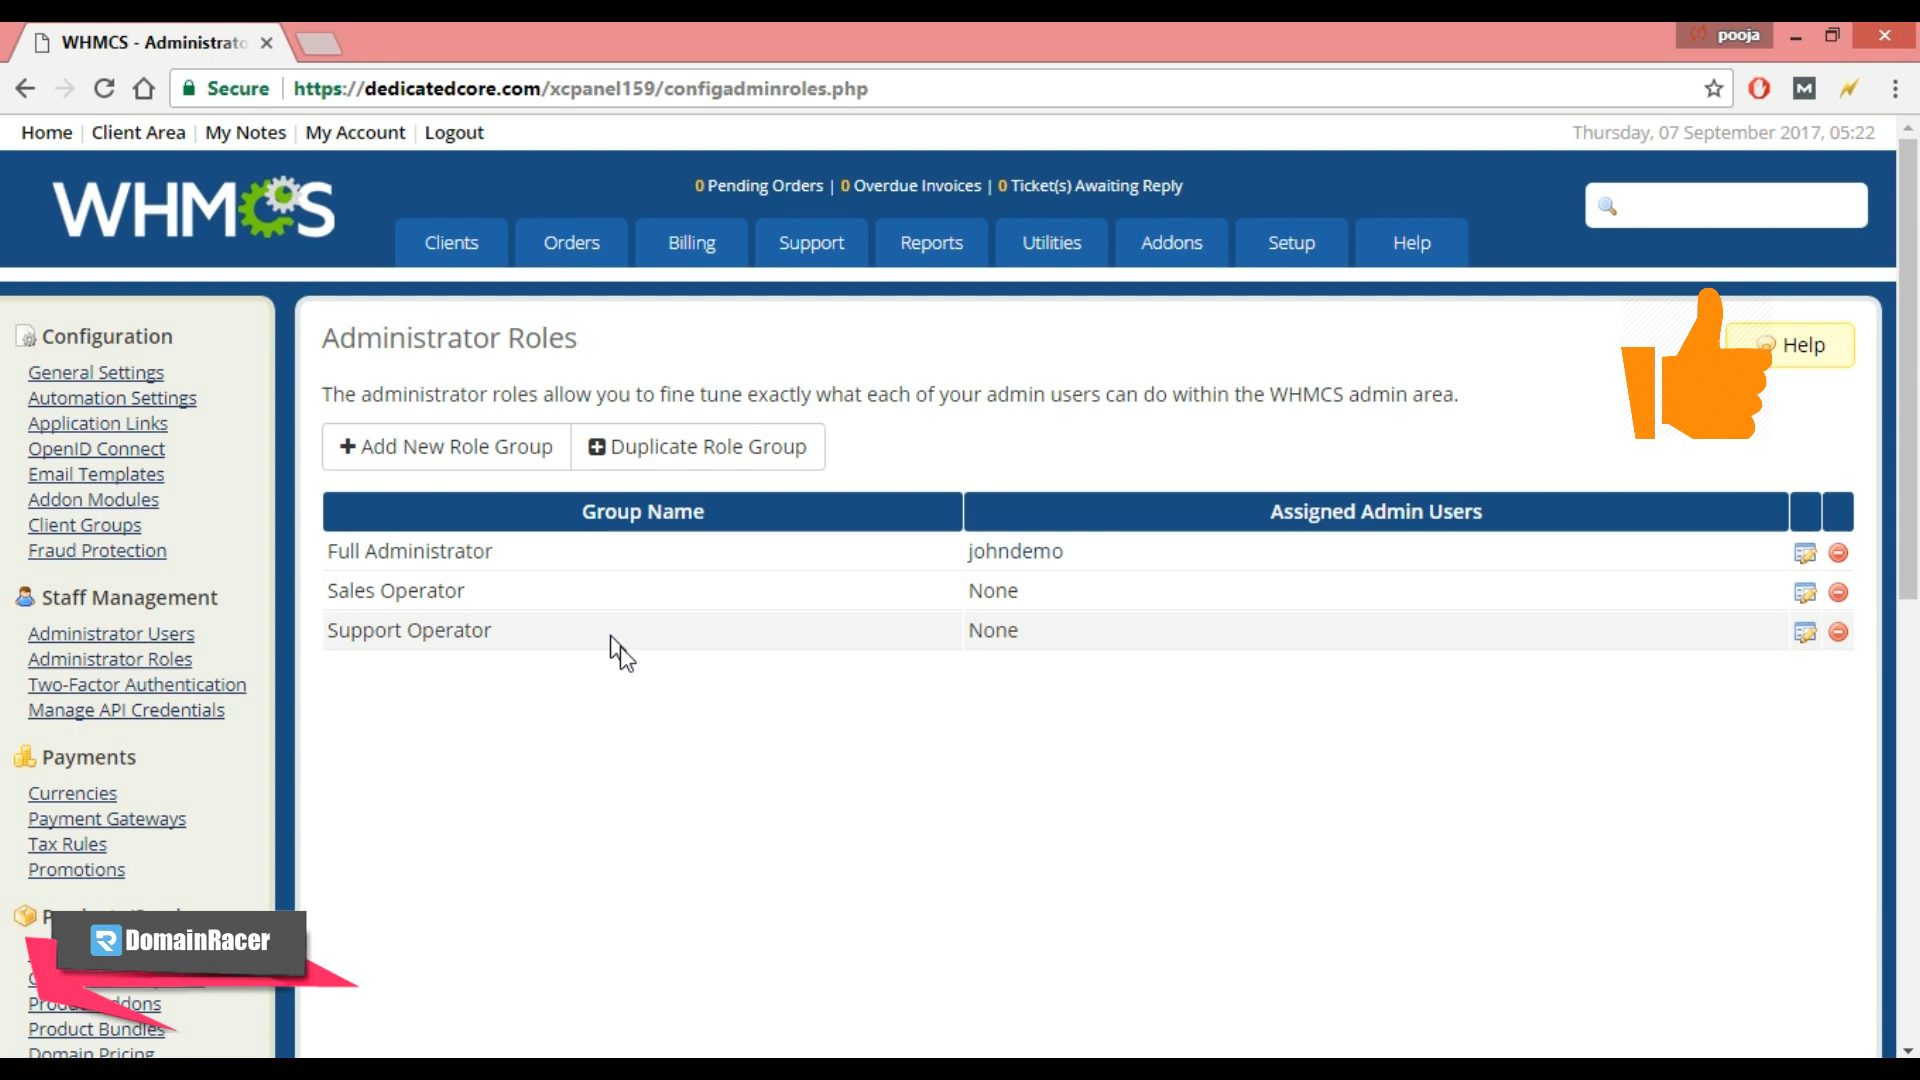 WHMCS - Administrato
pooja
Secure https://dedicatedcore.com/xcpanel159/configadminroles.php
Home Client Area My Notes My Account Logout
Thursday, 07 September 2017, 05:22
WHMCS
0 Pending Orders | 0 Overdue Invoices | 0 Ticket(s) Awaiting Reply
Clients Orders Billing Support Reports Utilities Addons Setup Help
Configuration
General Settings
Automation Settings
Application Links
OpenID Connect
Email Templates
Addon Modules
Client Groups
Fraud Protection
Staff Management
Administrator Users
Administrator Roles
Two-Factor Authentication
Manage API Credentials
Payments
Currencies
Payment Gateways
Tax Rules
Promotions
Product Bundles
Domain Pricing
DomainRacer
Administrator Roles
Help
The administrator roles allow you to fine tune exactly what each of your admin users can do within the WHMCS admin area.
Add New Role Group Duplicate Role Group
Group Name Assigned Admin Users
Full Administrator johndemo
Sales Operator None
Support Operator None